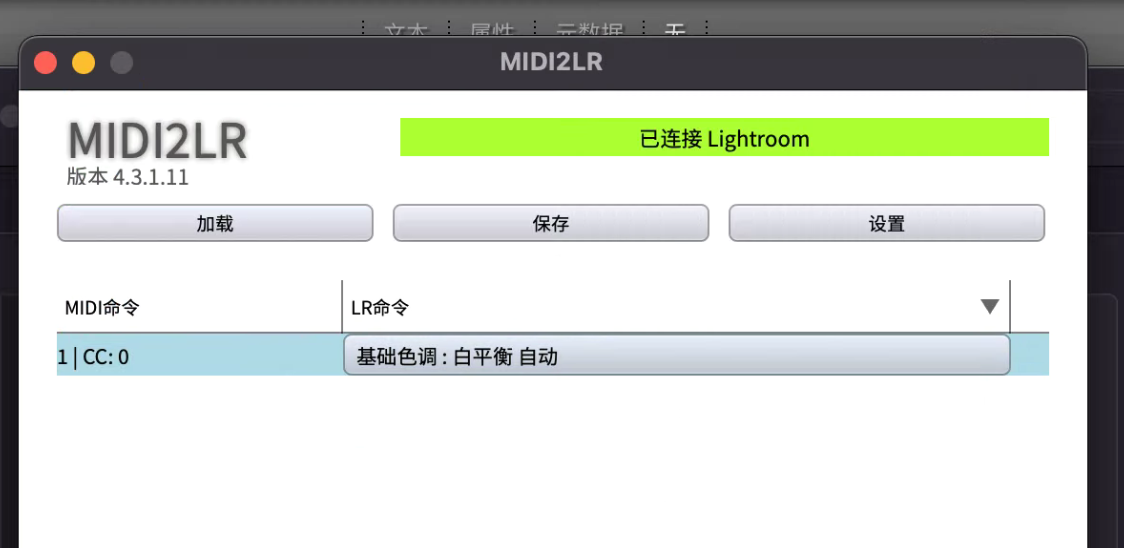 文本 属性 元数据 无
MIDI2LR
MIDI2LR
已连接 Lightroom
版本 4.3.1.11
加载 保存 设置
MIDI命令 LR命令
1 | CC: 0 基础色调 : 白平衡 自动